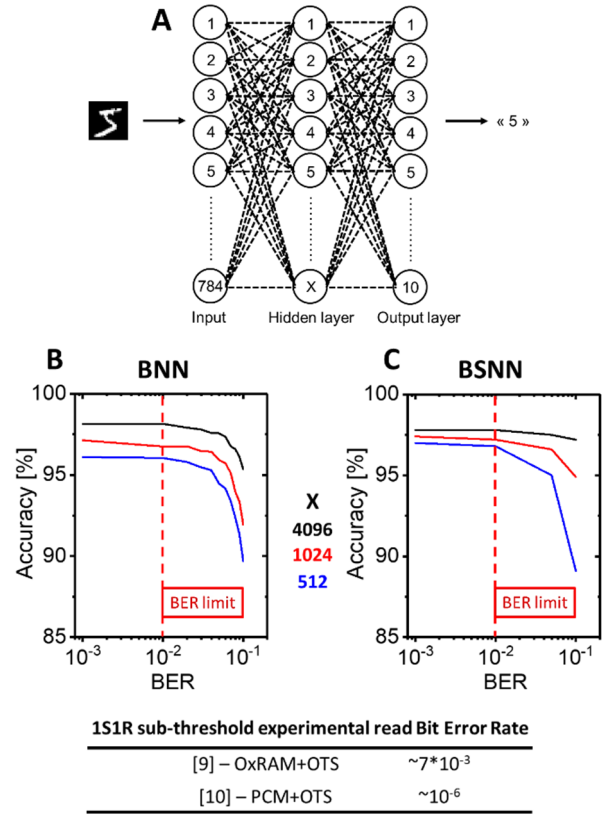 A
1 1 1
2 2 2
3 3 3
4 4 4
5 5 5
« 5 »
784 X 10
Input Hidden layer Output layer
B
BNN
100
95
90
85
Accuracy [%]
BER limit
10-3 10-2 10-1
BER
X
4096
1024
512
C
BSNN
100
95
90
85
Accuracy [%]
BER limit
10-3 10-2 10-1
BER
1S1R sub-threshold experimental read Bit Error Rate
[9] – OxRAM+OTS ~7*10-3
[10] – PCM+OTS ~10-6